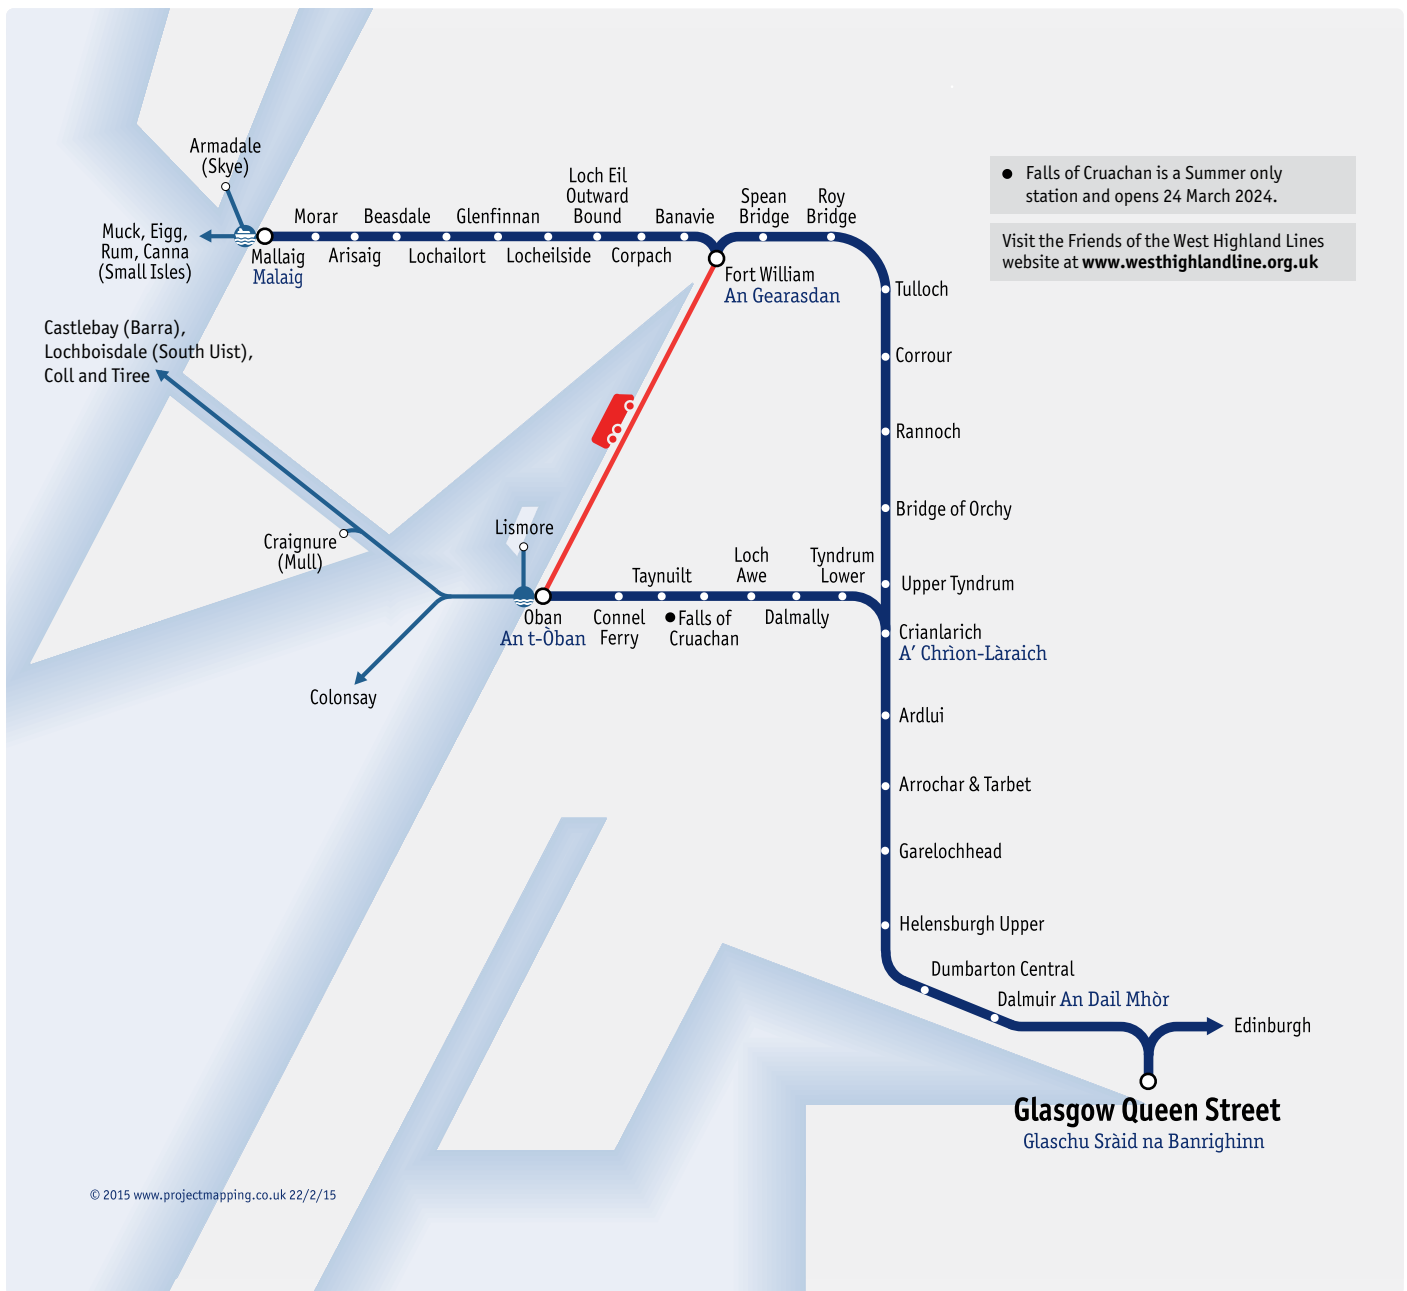 Armadale
(Skye)
Muck, Eigg,
Rum, Canna
(Small Isles)
Mallaig
Malaig
Morar
Arisaig
Beasdale
Lochailort
Glenfinnan
Locheilside
Loch Eil
Outward
Bound
Corpach
Banavie
Fort William
An Gearasdan
Spean
Bridge
Roy
Bridge
Falls of Cruachan is a Summer only
station and opens 24 March 2024.
Visit the Friends of the West Highland Lines
website at www.westhighlandline.org.uk
Tulloch
Corrour
Rannoch
Bridge of Orchy
Upper Tyndrum
Castlebay (Barra),
Lochboisdale (South Uist),
Coll and Tiree
Craignure
(Mull)
Lismore
Colonsay
Oban
An t-Òban
Connel
Ferry
Taynuilt
Falls of
Cruachan
Loch
Awe
Dalmally
Tyndrum
Lower
Crianlarich
A’ Chrìon-Làraich
Ardlui
Arrochar & Tarbet
Garelochhead
Helensburgh Upper
Dumbarton Central
Dalmuir An Dail Mhòr
Edinburgh
Glasgow Queen Street
Glaschu Sràid na Banrighinn
© 2015 www.projectmapping.co.uk 22/2/15